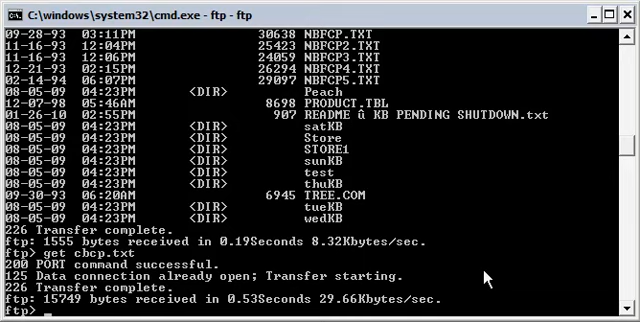 C:\windows\system32\cmd.exe - ftp - ftp
09-28-93 03:11PM 30638 NBFCP.TXT
11-16-93 12:04PM 25423 NBFCP2.TXT
11-16-93 12:06PM 24059 NBFCP3.TXT
12-21-93 02:15PM 26294 NBFCP4.TXT
02-14-94 06:07PM 29097 NBFCP5.TXT
08-05-09 04:23PM <DIR> Peach
12-07-98 05:46AM 8698 PRODUCT.TBL
01-26-10 02:55PM 907 README û KB PENDING SHUTDOWN.txt
08-05-09 04:23PM <DIR> satKB
08-05-09 04:23PM <DIR> Store
08-05-09 04:23PM <DIR> STORE1
08-05-09 04:23PM <DIR> sunKB
08-05-09 04:23PM <DIR> test
08-05-09 04:23PM <DIR> thuKB
09-30-93 06:20AM 6945 TREE.COM
08-05-09 04:23PM <DIR> tueKB
08-05-09 04:23PM <DIR> wedKB
226 Transfer complete.
ftp: 1555 bytes received in 0.19Seconds 8.32Kbytes/sec.
ftp> get cbcp.txt
200 PORT command successful.
125 Data connection already open; Transfer starting.
226 Transfer complete.
ftp: 15749 bytes received in 0.53Seconds 29.66Kbytes/sec.
ftp> _